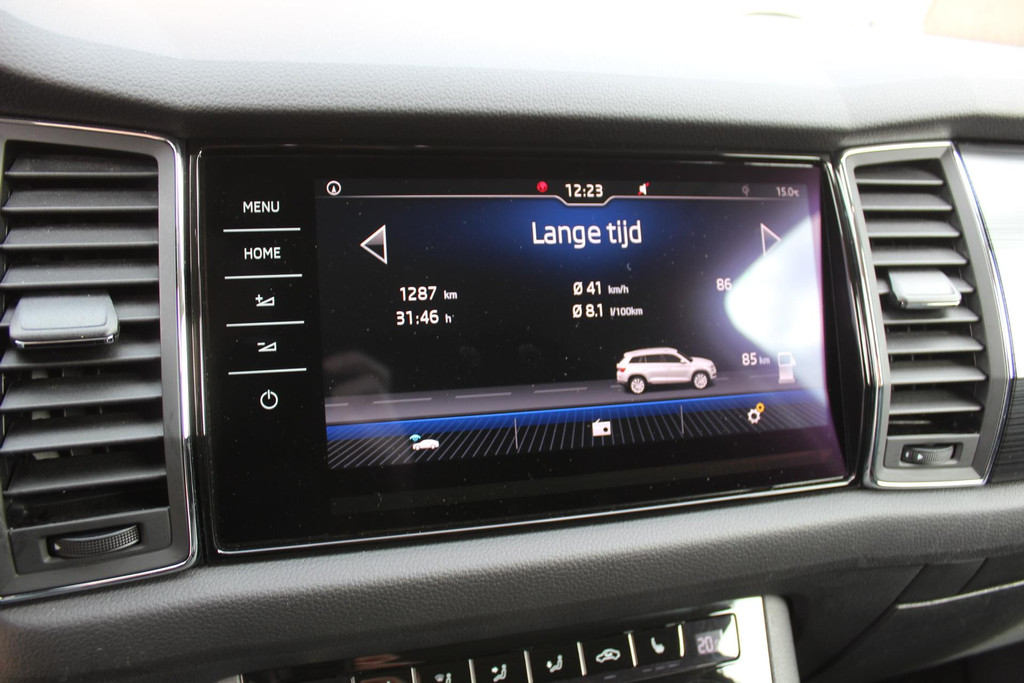 MENU
HOME
12:23
15.0°C
Lange tijd
1287 km
31:46 h
Ø 41 km/h
Ø 8.1 l/100km
86
85 km
20